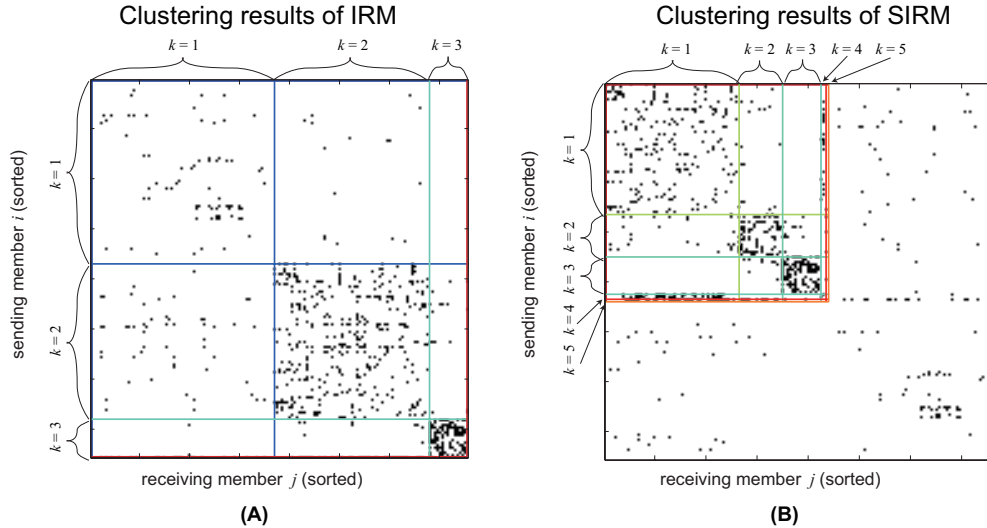 Clustering results of IRM
k = 1
k = 2
k = 3
sending member i (sorted)
k = 1
k = 2
k = 3
receiving member j (sorted)
(A)
Clustering results of SIRM
k = 1
k = 2
k = 3
k = 4
k = 5
sending member i (sorted)
k = 1
k = 2
k = 3
k = 4
k = 5
receiving member j (sorted)
(B)